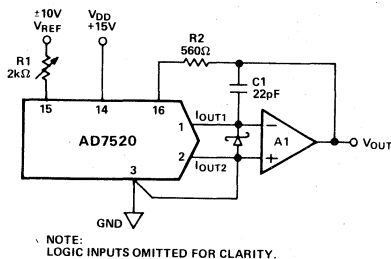 ±10V
VREF
VDD
+15V
R1
2kΩ
R2
560Ω
C1
22pF
15
14
16
AD7520
1
IOUT1
2
IOUT2
3
−
+
A1
VOUT
GND
NOTE:
LOGIC INPUTS OMITTED FOR CLARITY.